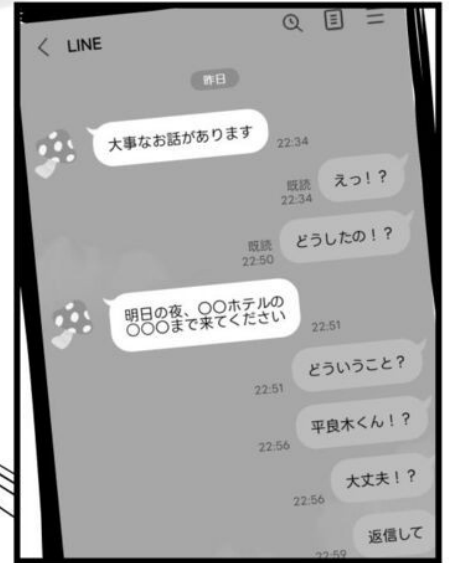 LINE
昨日
大事なお話があります
22:34
えっ!?
既読
22:34
どうしたの!?
既読
22:50
明日の夜、〇〇ホテルの
〇〇〇まで来てください
22:51
どういうこと?
22:51
平良木くん!?
22:56
大丈夫!?
22:56
返信して
22:59